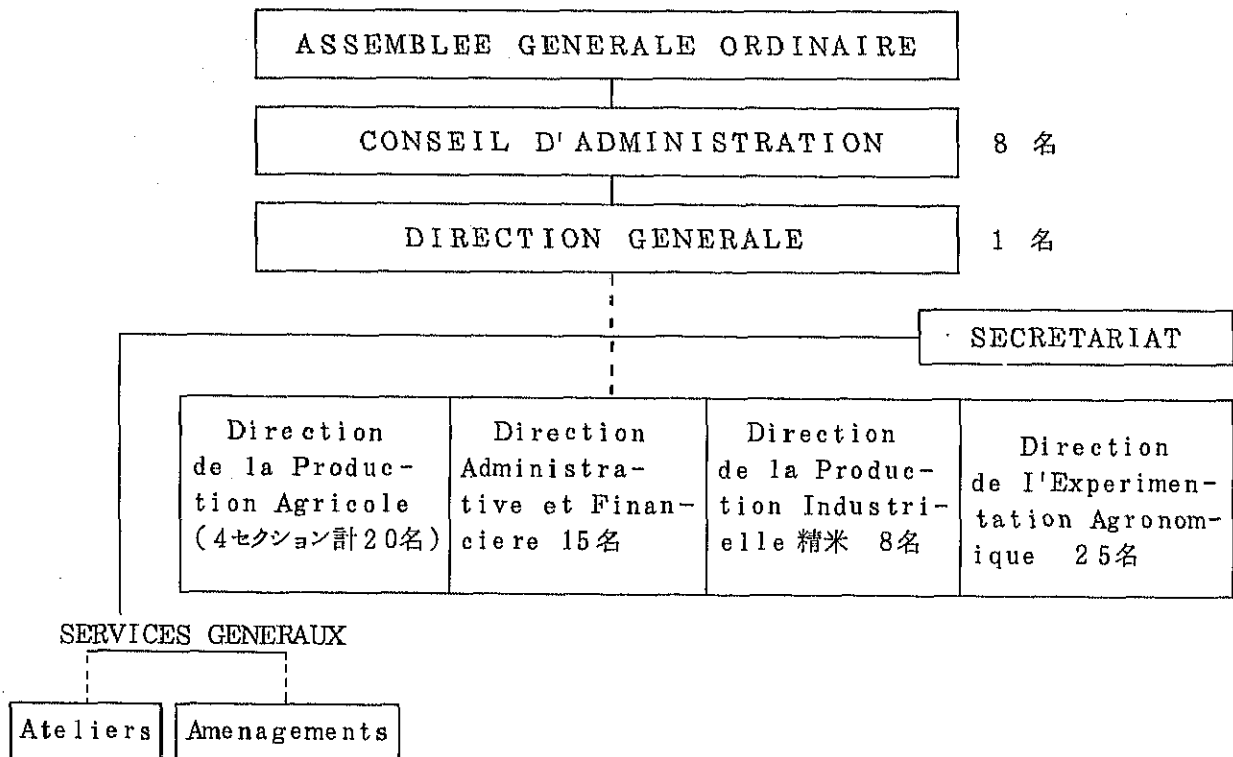 ASSEMBLEE GENERALE ORDINAIRE
CONSEIL D'ADMINISTRATION 8 名
DIRECTION GENERALE 1 名
SECRETARIAT
Direction
de la Produc-
tion Agricole
(4セクション計20名)
Direction
Administra-
tive et Finan-
ciere 15名
Direction
de la Produc-
tion Industri-
elle 精米 8名
Direction
de I'Experimen-
tation Agronom-
ique 25名
SERVICES GENERAUX
Ateliers
Amenagements